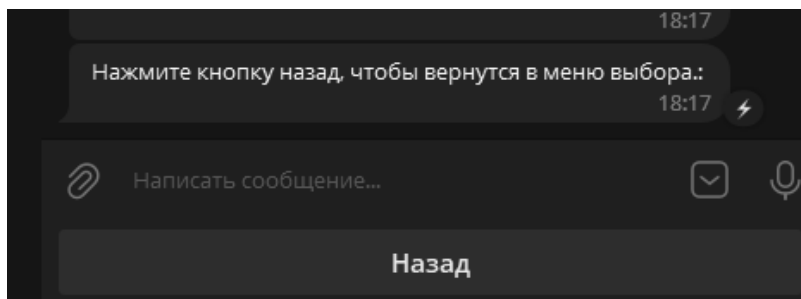 18:17
Нажмите кнопку назад, чтобы вернутся в меню выбора.:
18:17
Написать сообщение...
Назад